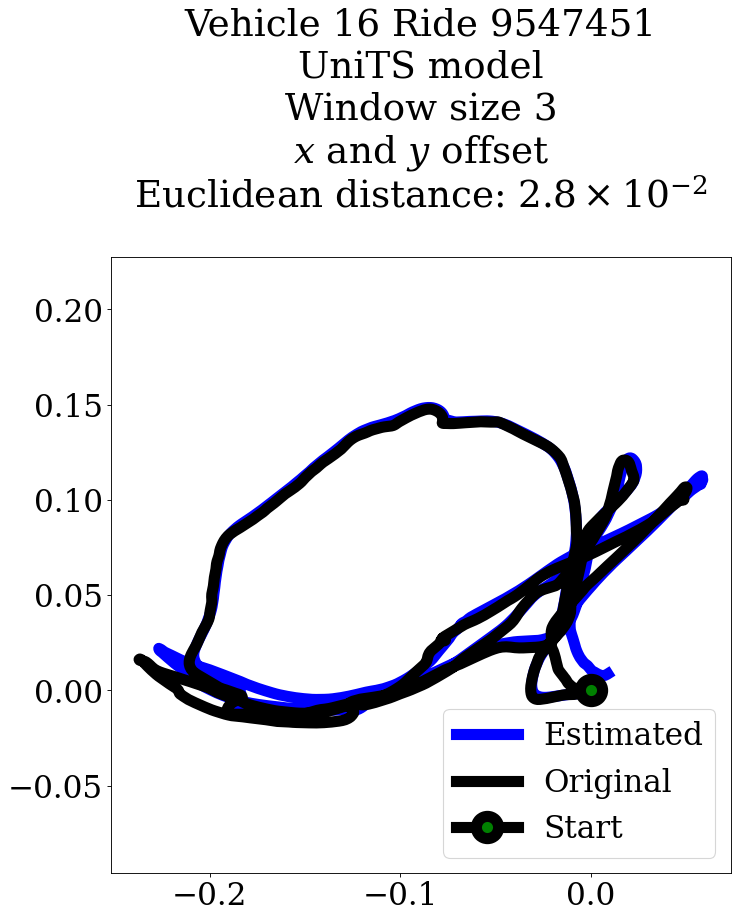 Vehicle 16 Ride 9547451
UniTS model
Window size 3
x and y offset
Euclidean distance: 2.8 × 10⁻²
0.20
0.15
0.10
0.05
0.00
−0.05
Estimated
Original
Start
−0.2
−0.1
0.0